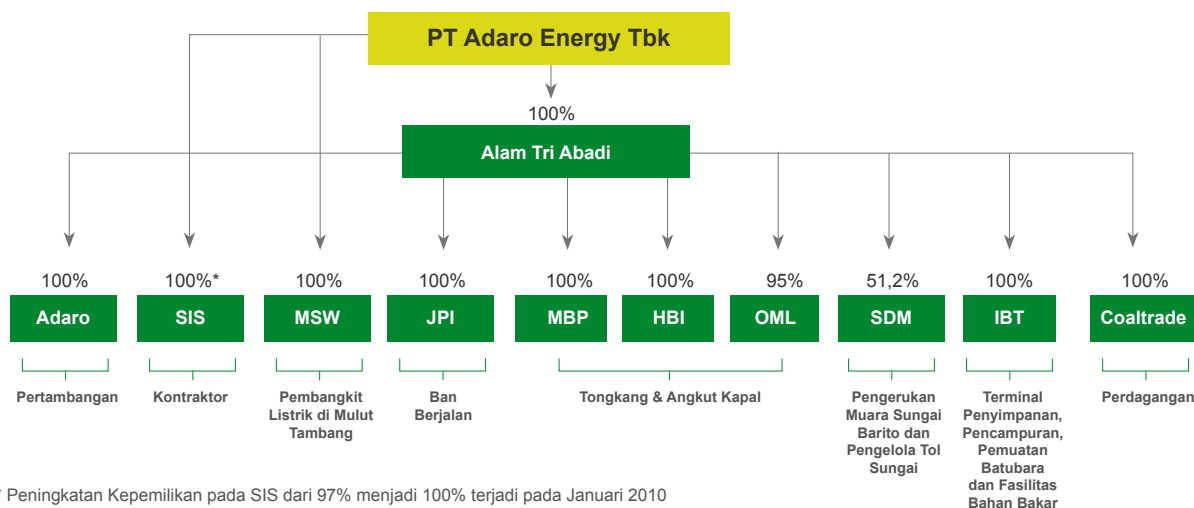 PT Adaro Energy Tbk
100%
Alam Tri Abadi
100%
100%*
100%
100%
100%
100%
95%
51,2%
100%
100%
Adaro
SIS
MSW
JPI
MBP
HBI
OML
SDM
IBT
Coaltrade
Pertambangan
Kontraktor
Pembangkit
Listrik di Mulut
Tambang
Ban
Berjalan
Tongkang & Angkut Kapal
Pengerukan
Muara Sungai
Barito dan
Pengelola Tol
Sungai
Terminal
Penyimpanan,
Pencampuran,
Pemuatan
Batubara
dan Fasilitas
Bahan Bakar
Perdagangan
* Peningkatan Kepemilikan pada SIS dari 97% menjadi 100% terjadi pada Januari 2010